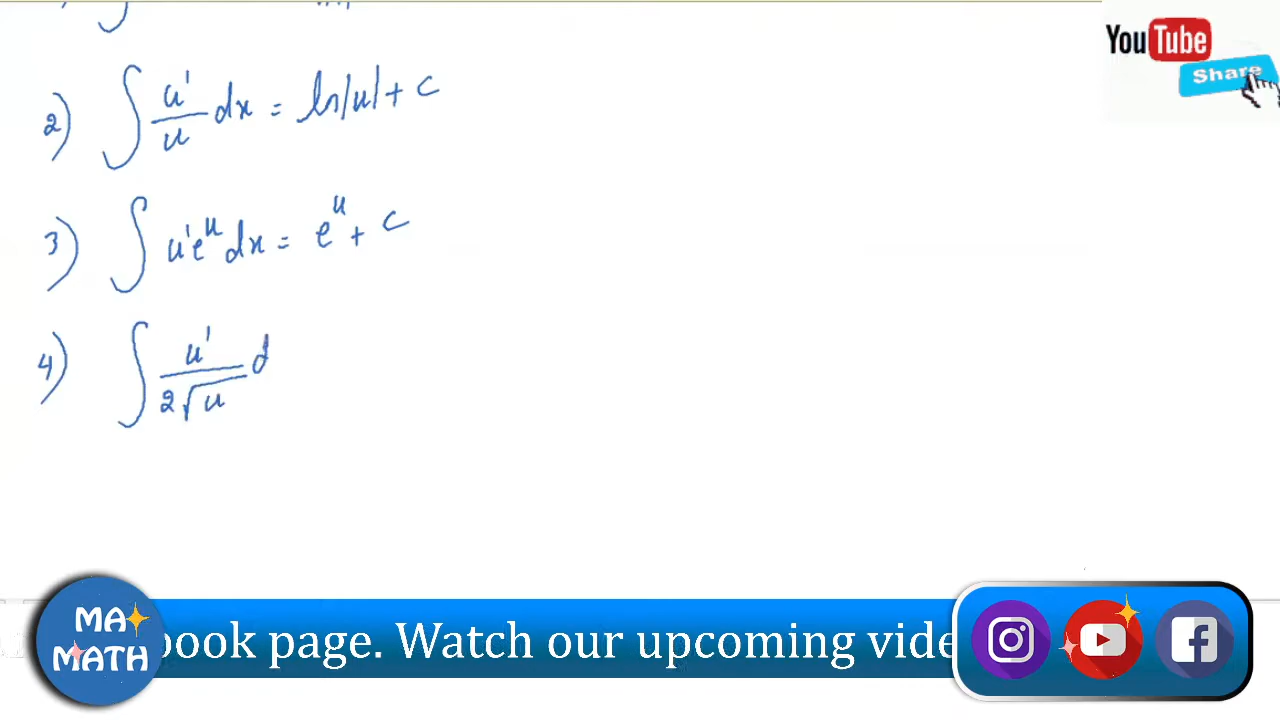 YouTube
Share
2) ∫ u'/u dx = ln|u| + c
3) ∫ u'e^u dx = e^u + c
4) ∫ u'/(2√u) d
MA
MATH
book page. Watch our upcoming vide